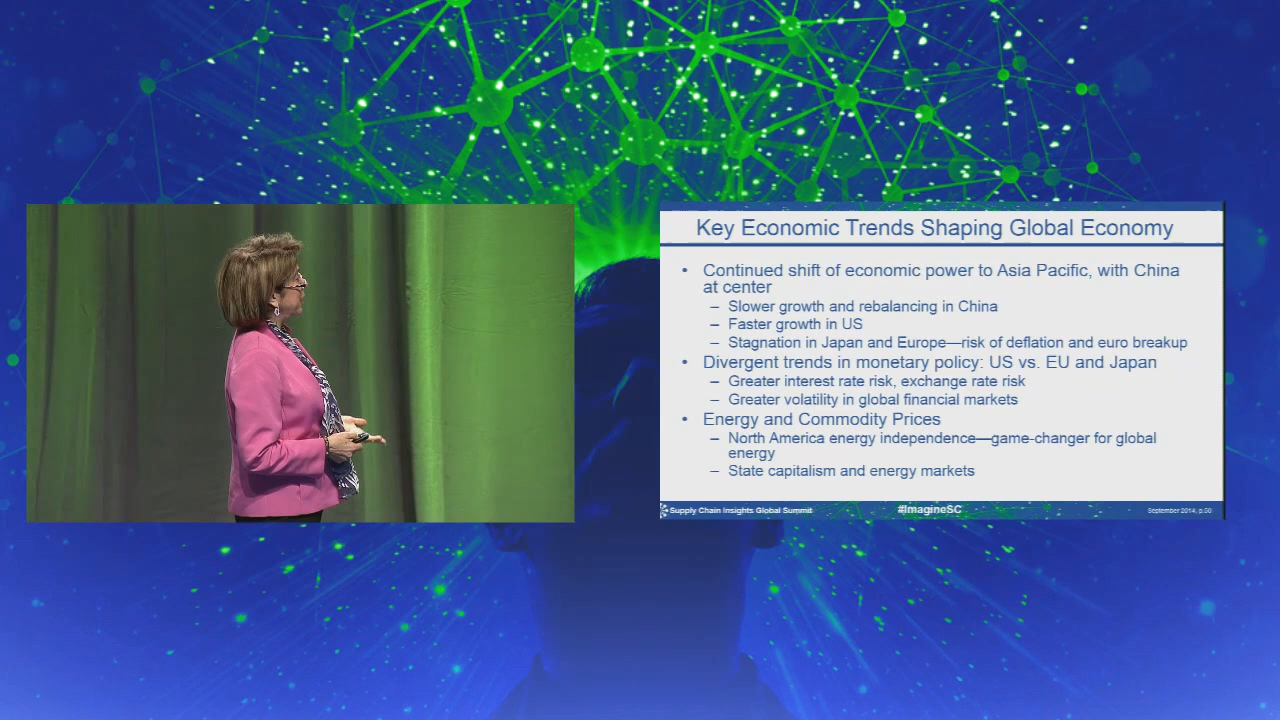 Key Economic Trends Shaping Global Economy
• Continued shift of economic power to Asia Pacific, with China
at center
– Slower growth and rebalancing in China
– Faster growth in US
– Stagnation in Japan and Europe—risk of deflation and euro breakup
• Divergent trends in monetary policy: US vs. EU and Japan
– Greater interest rate risk, exchange rate risk
– Greater volatility in global financial markets
• Energy and Commodity Prices
– North America energy independence—game-changer for global
energy
– State capitalism and energy markets
Supply Chain Insights Global Summit
#ImagineSC
September 2014, p.50